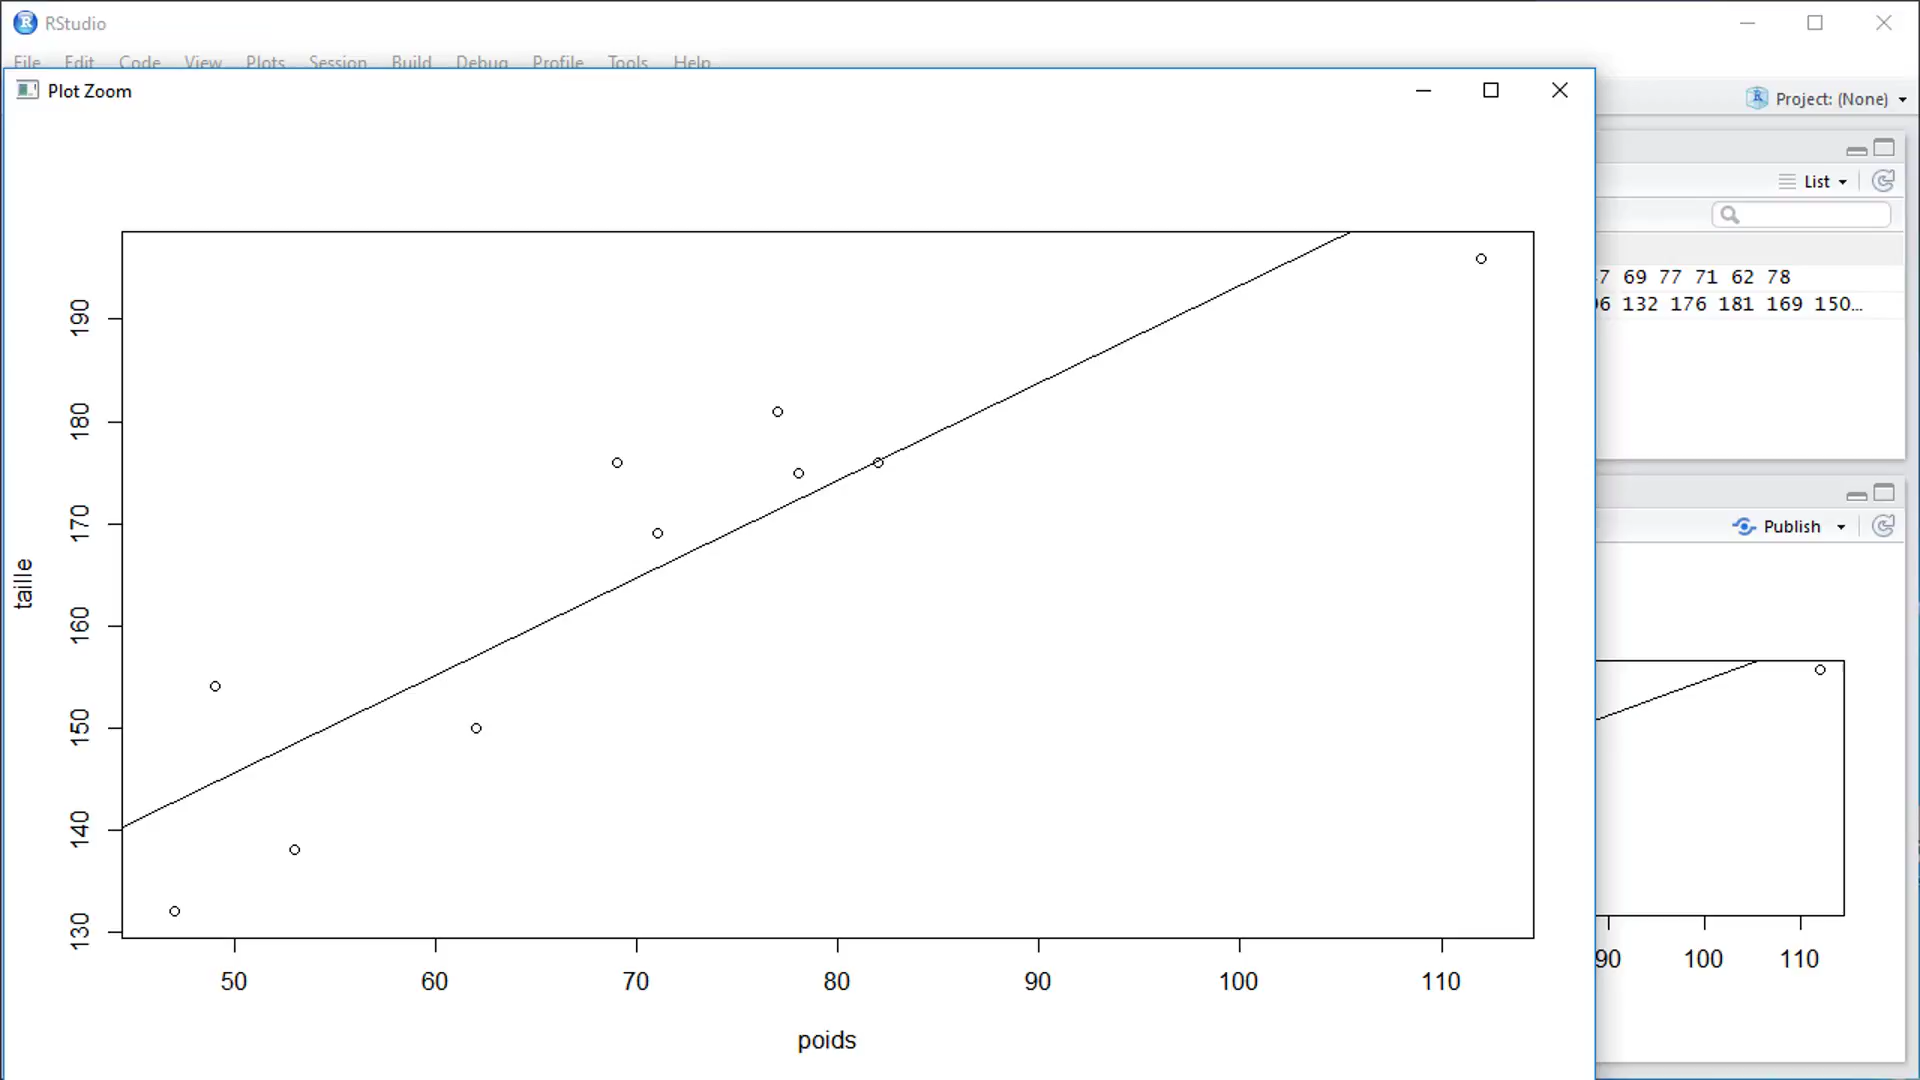 RStudio
File Edit Code View Plots Session Build Debug Profile Tools Help
Plot Zoom
Project: (None)
List
7 69 77 71 62 78
132 176 181 169 150...
Publish
190
180
170
160
150
140
130
taille
50 60 70 80 90 100 110
poids
90 100 110